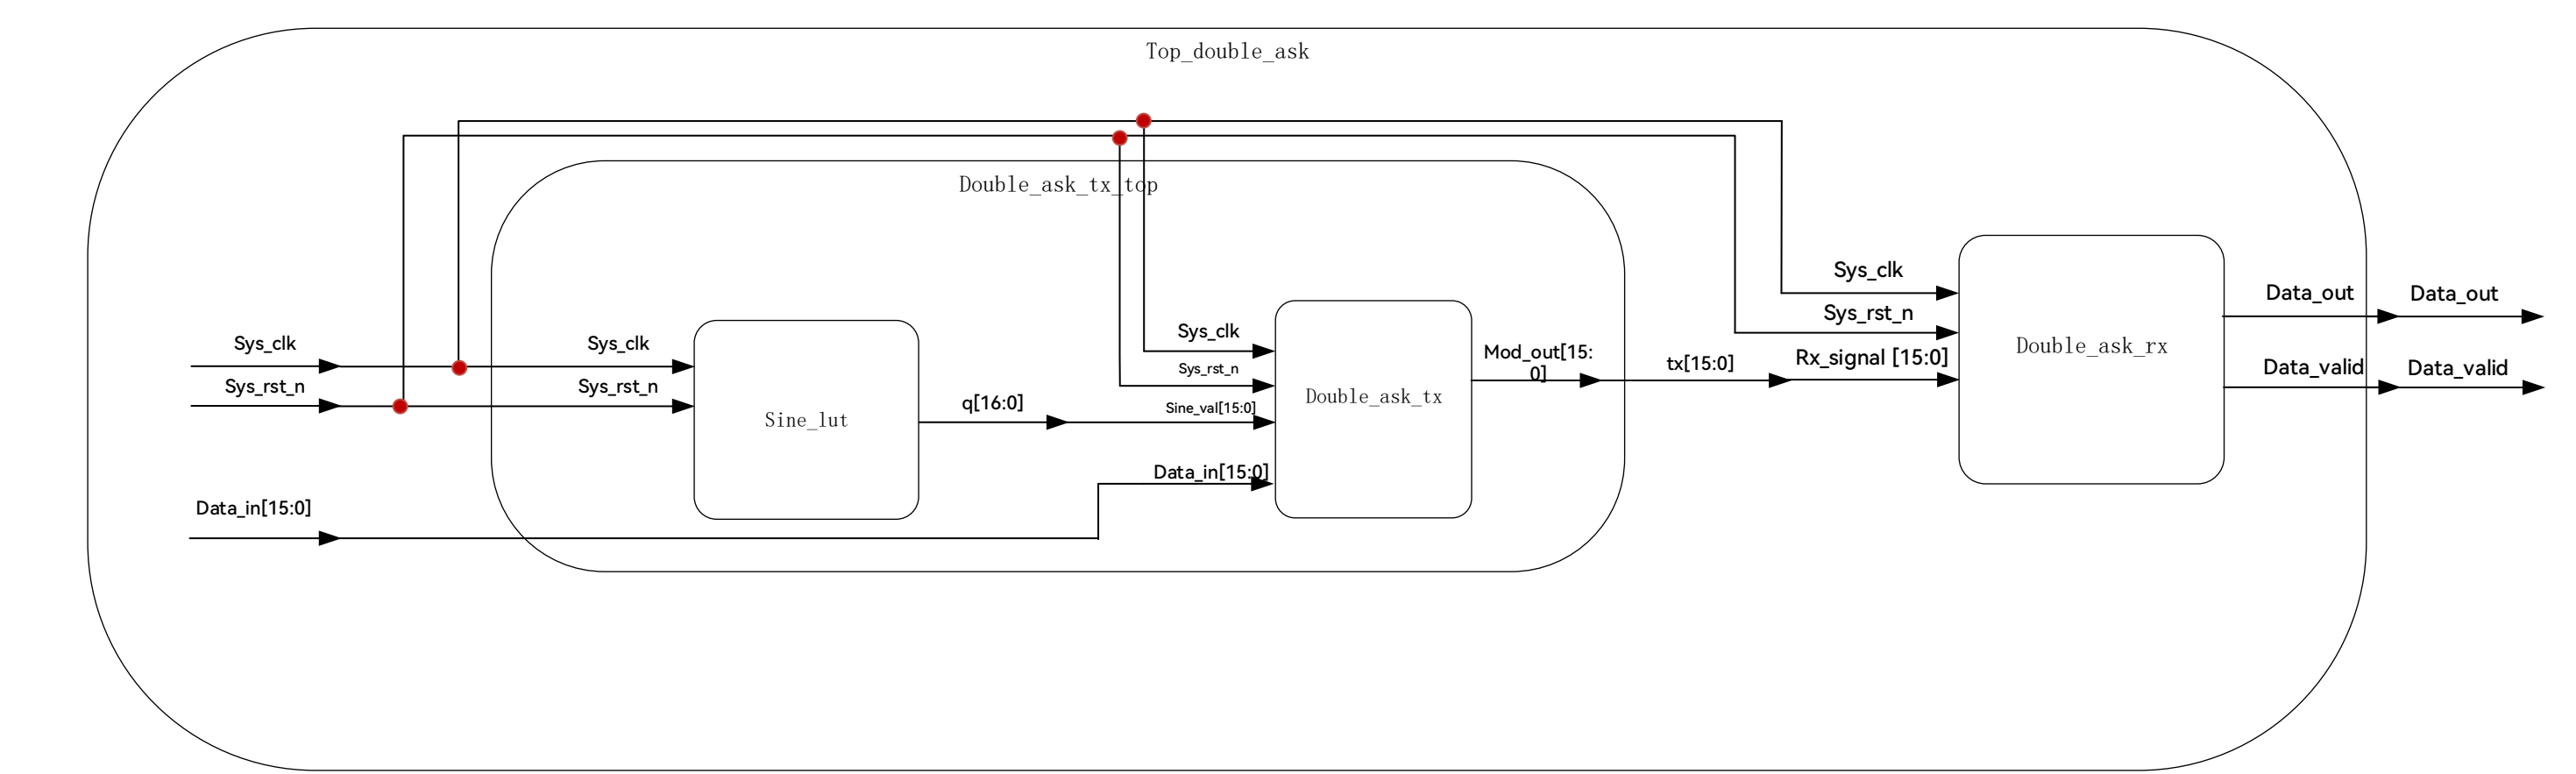 Top_double_ask
Double_ask_tx_top
Sys_clk
Sys_rst_n
Data_in[15:0]
Sys_clk
Sys_rst_n
Sine_lut
q[16:0]
Sys_clk
Sys_rst_n
Sine_val[15:0]
Data_in[15:0]
Double_ask_tx
Mod_out[15:
0]
tx[15:0]
Sys_clk
Sys_rst_n
Rx_signal [15:0]
Double_ask_rx
Data_out
Data_valid
Data_out
Data_valid